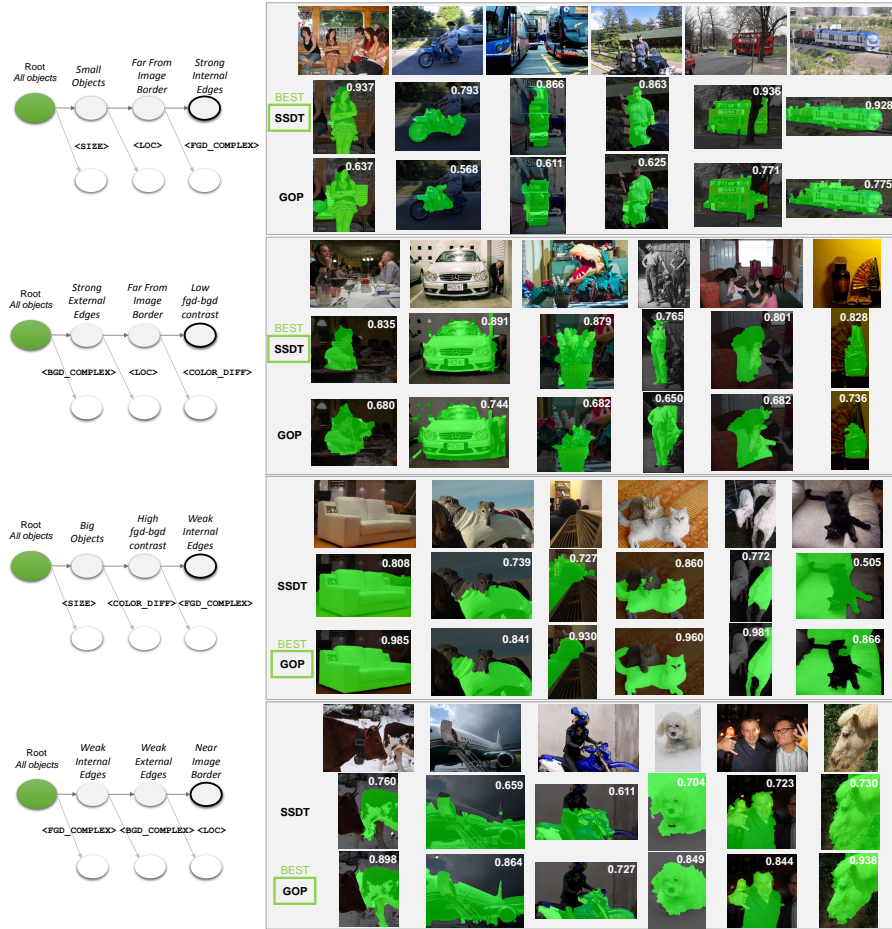 Root
All objects
Small
Objects
Far From
Image
Border
Strong
Internal
Edges
<SIZE>
<LOC>
<FGD_COMPLEX>
BEST
SSDT
0.937
0.793
0.866
0.863
0.936
0.928
GOP
0.637
0.568
0.611
0.625
0.771
0.775
Root
All objects
Strong
External
Edges
Far From
Image
Border
Low
fgd-bgd
contrast
<BGD_COMPLEX>
<LOC>
<COLOR_DIFF>
BEST
SSDT
0.835
0.891
0.879
0.765
0.801
0.828
GOP
0.680
0.744
0.682
0.650
0.682
0.736
Root
All objects
Big
Objects
High
fgd-bgd
contrast
Weak
Internal
Edges
<SIZE>
<COLOR_DIFF>
<FGD_COMPLEX>
SSDT
0.808
0.739
0.727
0.860
0.772
0.505
BEST
GOP
0.985
0.841
0.930
0.960
0.981
0.866
Root
All objects
Weak
Internal
Edges
Weak
External
Edges
Near
Image
Border
<FGD_COMPLEX>
<BGD_COMPLEX>
<LOC>
SSDT
0.760
0.659
0.611
0.704
0.723
0.730
BEST
GOP
0.898
0.864
0.727
0.849
0.844
0.938